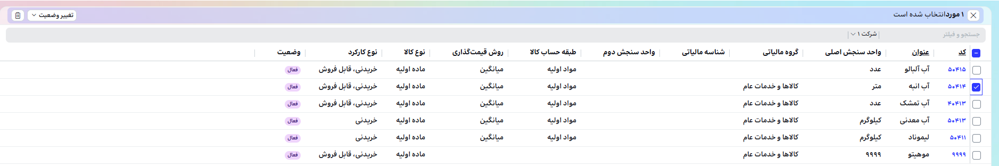 ۱ موردانتخاب شده است تغییر وضعیت
جستجو و فیلتر شرکت ۱
کد عنوان واحد سنجش اصلی گروه مالیاتی شناسه مالیاتی واحد سنجش دوم طبقه حساب کالا روش قیمت‌گذاری نوع کالا نوع کارکرد وضعیت
۵۰۴۱۵ آب آلبالو عدد مواد اولیه میانگین ماده اولیه خریدنی، قابل فروش فعال
۵۰۴۱۴ آب انبه متر کالاها و خدمات عام مواد اولیه میانگین ماده اولیه خریدنی، قابل فروش فعال
۴۰۴۱۳ آب تمشک عدد کالاها و خدمات عام مواد اولیه میانگین ماده اولیه خریدنی، قابل فروش فعال
۵۰۴۱۳ آب معدنی کیلوگرم کالاها و خدمات عام مواد اولیه میانگین ماده اولیه خریدنی فعال
۵۰۴۱۱ لیموناد کیلوگرم کالاها و خدمات عام مواد اولیه میانگین ماده اولیه خریدنی فعال
۹۹۹۹ موهیتو ۹۹۹۹ کالاها و خدمات عام ماده اولیه خریدنی، قابل فروش فعال